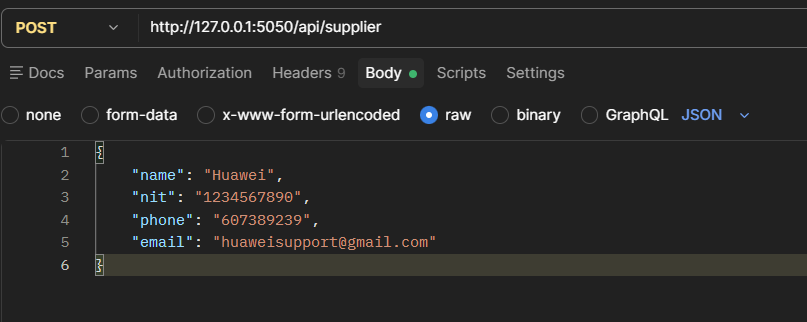 POST http://127.0.0.1:5050/api/supplier
Docs Params Authorization Headers 9 Body Scripts Settings
none form-data x-www-form-urlencoded raw binary GraphQL JSON
1 {
2 "name": "Huawei",
3 "nit": "1234567890",
4 "phone": "607389239",
5 "email": "huaweisupport@gmail.com"
6 }